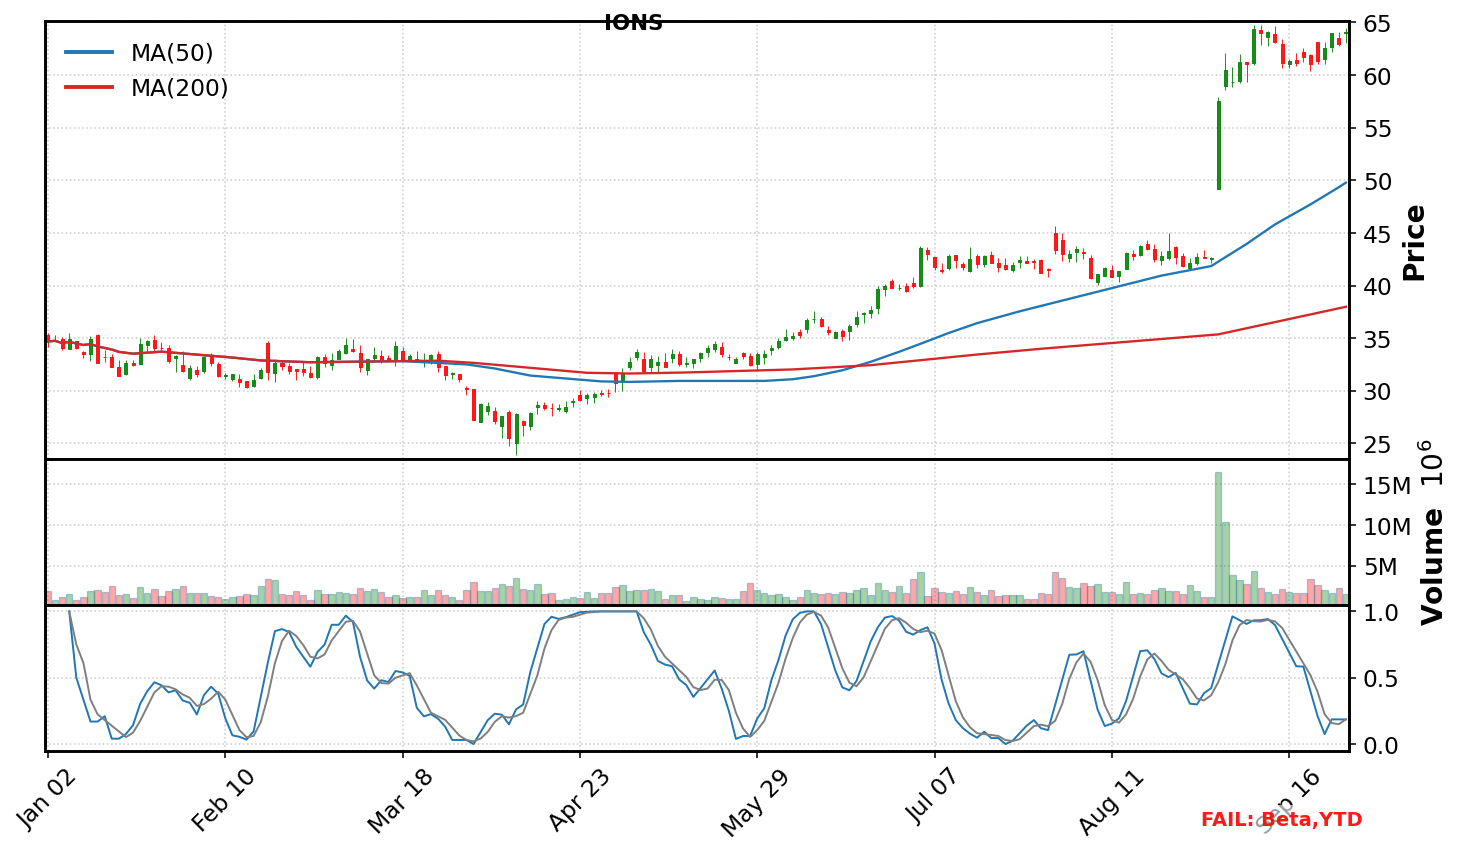 IONS
MA(50)
MA(200)
65
60
55
50
45
40
35
30
25
Price
15M
10M
5M
Volume 10^6
1.0
0.5
0.0
Jan 02
Feb 10
Mar 18
Apr 23
May 29
Jul 07
Aug 11
Sep 16
FAIL: Beta,YTD